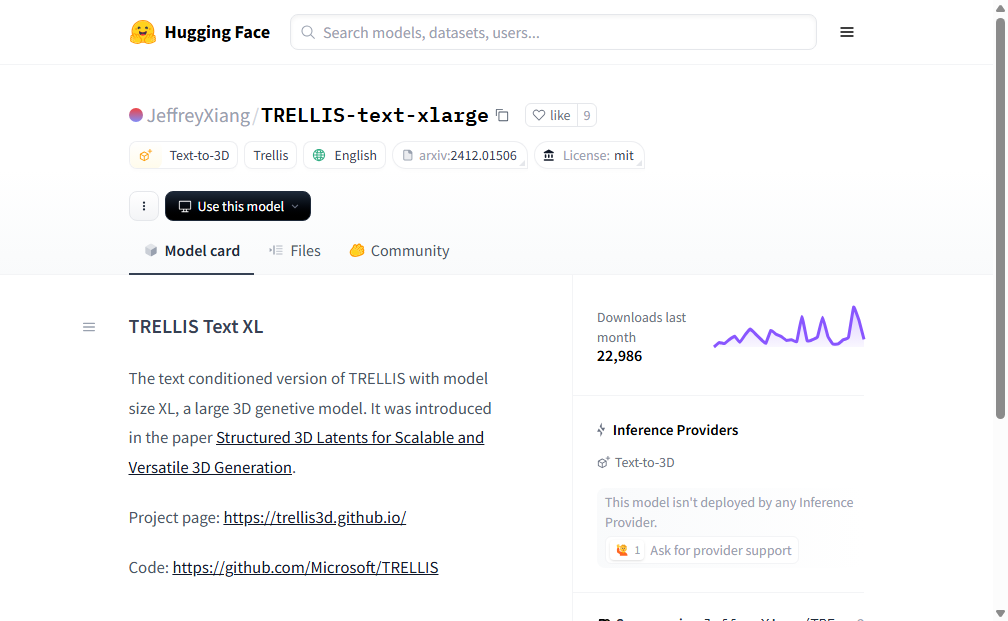 Hugging Face
Search models, datasets, users...
JeffreyXiang/TRELLIS-text-xlarge
like 9
Text-to-3D
Trellis
English
arxiv:2412.01506
License: mit
Use this model
Model card
Files
Community
TRELLIS Text XL
The text conditioned version of TRELLIS with model
size XL, a large 3D genetive model. It was introduced
in the paper Structured 3D Latents for Scalable and
Versatile 3D Generation.
Project page: https://trellis3d.github.io/
Code: https://github.com/Microsoft/TRELLIS
Downloads last
month
22,986
Inference Providers
Text-to-3D
This model isn't deployed by any Inference
Provider.
1 Ask for provider support